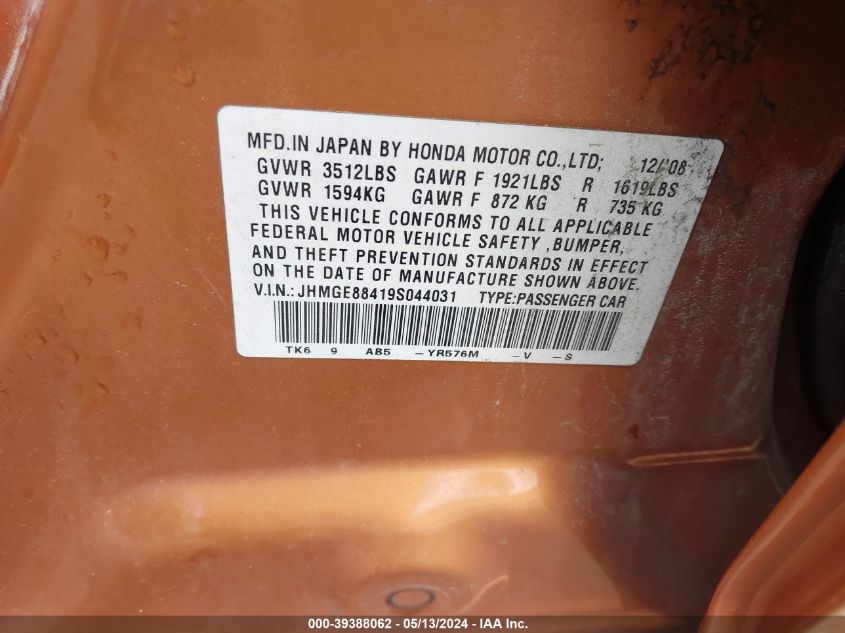 MFD.IN JAPAN BY HONDA MOTOR CO.,LTD; 12/'08
GVWR 3512LBS GAWR F 1921LBS R 1619LBS
GVWR 1594KG GAWR F 872 KG R 735 KG
THIS VEHICLE CONFORMS TO ALL APPLICABLE
FEDERAL MOTOR VEHICLE SAFETY ,BUMPER,
AND THEFT PREVENTION STANDARDS IN EFFECT
ON THE DATE OF MANUFACTURE SHOWN ABOVE.
V.I.N.: JHMGE88419S044031 TYPE:PASSENGER CAR
TK6 9 AB5 -YR576M -V -S
000-39388062 - 05/13/2024 - IAA Inc.